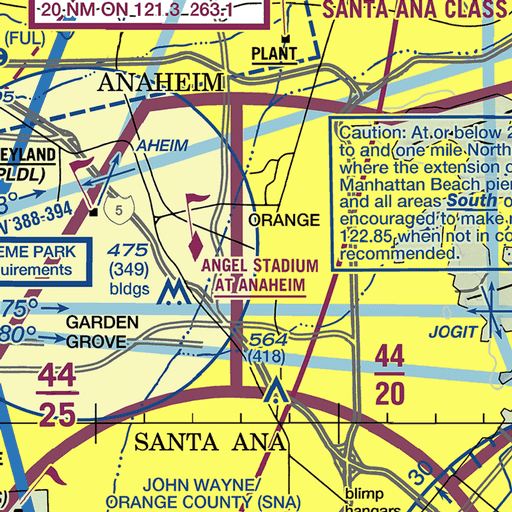 20 NM ON 121.3 263.1
SANTA ANA CLASS
(FUL)
PLANT
ANAHEIM
AHEIM
EYLAND
PLDL)
V 388-394
5
ORANGE
Caution: At or below 2
to and one mile North
where the extension o
Manhattan Beach pier
and all areas South o
encouraged to make
122.85 when not in co
recommended.
EME PARK
uirements
475
(349)
bldgs
ANGEL STADIUM
AT ANAHEIM
75°
80°
GARDEN
GROVE
564
(418)
JOGIT
44
25
44
20
SANTA ANA
30
JOHN WAYNE
ORANGE COUNTY (SNA)
blimp
hangars